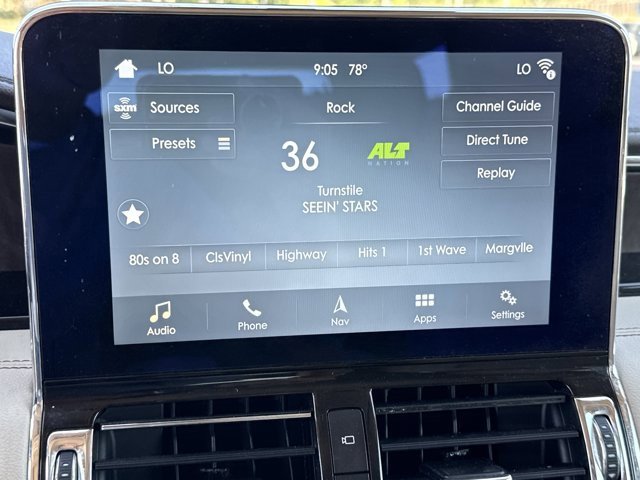 LO 9:05 78° LO
sxm Sources
Rock
Channel Guide
Presets
36
ALT NATION
Direct Tune
Replay
Turnstile
SEEIN' STARS
80s on 8 ClsVinyl Highway Hits 1 1st Wave Margvlle
Audio Phone Nav Apps Settings